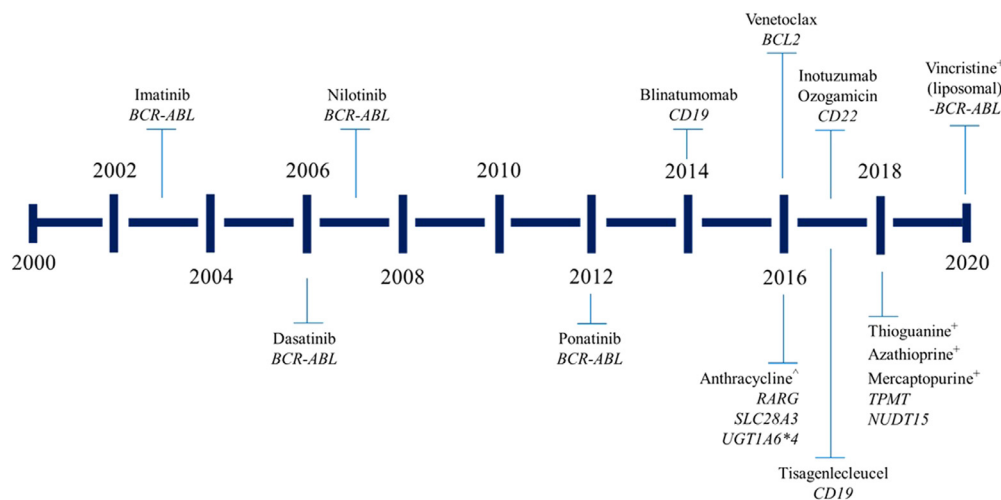 Venetoclax
BCL2
Imatinib
BCR-ABL
Nilotinib
BCR-ABL
Blinatumomab
CD19
Inotuzumab
Ozogamicin
CD22
Vincristine+
(liposomal)
-BCR-ABL
2002
2006
2010
2014
2018
2000
2004
2008
2012
2016
2020
Dasatinib
BCR-ABL
Ponatinib
BCR-ABL
Anthracycline^
RARG
SLC28A3
UGT1A6*4
Thioguanine+
Azathioprine+
Mercaptopurine+
TPMT
NUDT15
Tisagenlecleucel
CD19